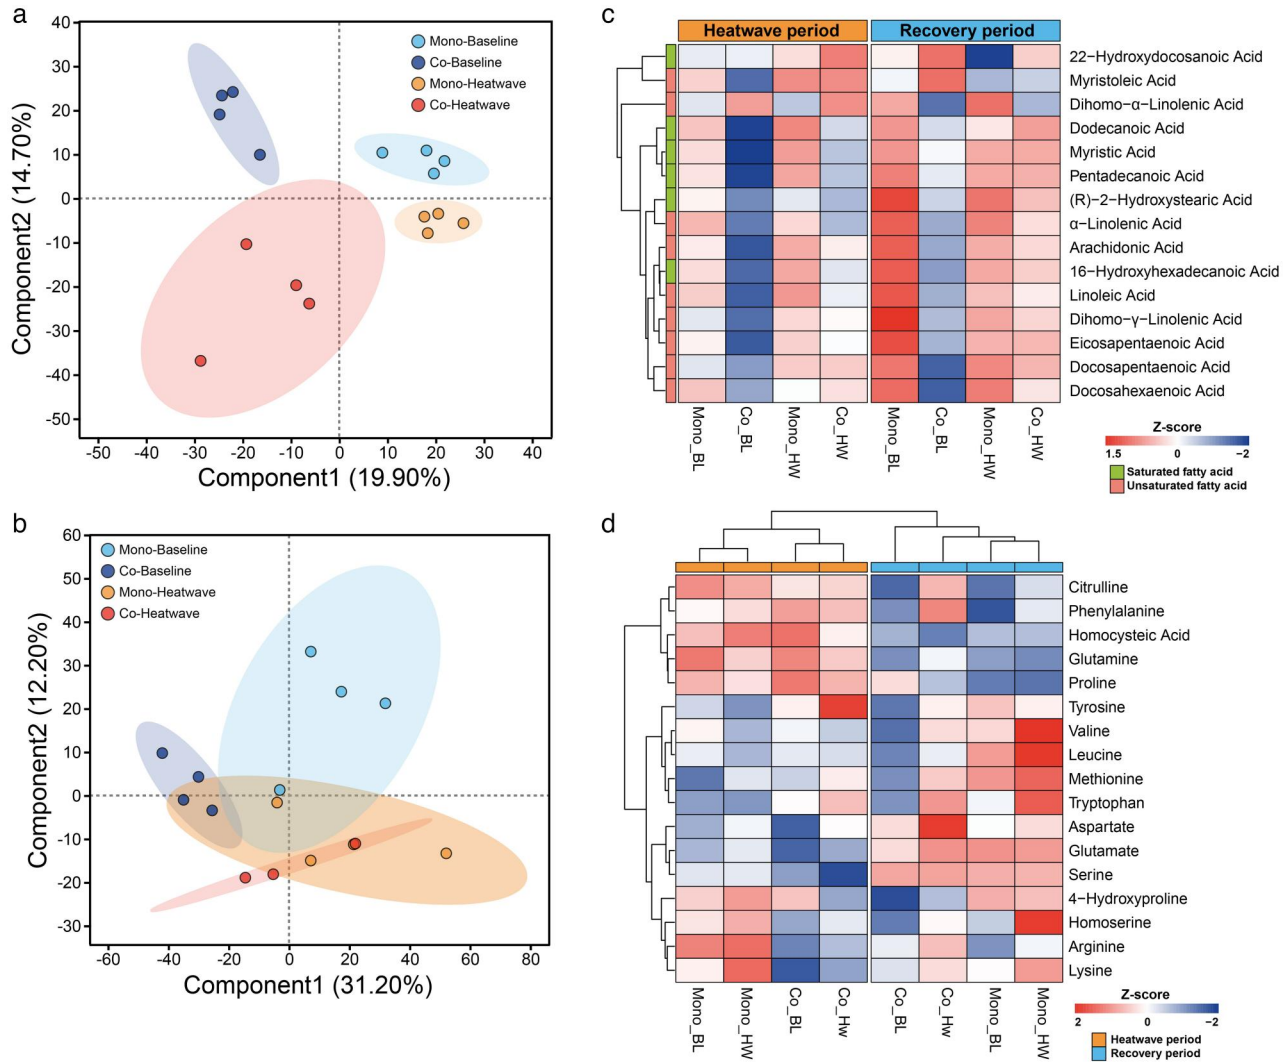 a
Mono-Baseline
Co-Baseline
Mono-Heatwave
Co-Heatwave
40
30
20
10
0
-10
-20
-30
-40
-50
Component2 (14.70%)
-50 -40 -30 -20 -10 0 10 20 30 40
Component1 (19.90%)
b
Mono-Baseline
Co-Baseline
Mono-Heatwave
Co-Heatwave
60
50
40
30
20
10
0
-10
-20
-30
Component2 (12.20%)
-60 -40 -20 0 20 40 60 80
Component1 (31.20%)
c
Heatwave period Recovery period
22−Hydroxydocosanoic Acid
Myristoleic Acid
Dihomo−α−Linolenic Acid
Dodecanoic Acid
Myristic Acid
Pentadecanoic Acid
(R)−2−Hydroxystearic Acid
α−Linolenic Acid
Arachidonic Acid
16−Hydroxyhexadecanoic Acid
Linoleic Acid
Dihomo−γ−Linolenic Acid
Eicosapentaenoic Acid
Docosapentaenoic Acid
Docosahexaenoic Acid
Mono_BL Co_BL Mono_HW Co_HW Mono_BL Co_BL Mono_HW Co_HW
Z-score
1.5 0 −2
Saturated fatty acid
Unsaturated fatty acid
d
Citrulline
Phenylalanine
Homocysteic Acid
Glutamine
Proline
Tyrosine
Valine
Leucine
Methionine
Tryptophan
Aspartate
Glutamate
Serine
4−Hydroxyproline
Homoserine
Arginine
Lysine
Mono_BL Mono_HW Co_BL Co_Hw Co_BL Co_Hw Mono_BL Mono_HW
Z-score
2 0 −2
Heatwave period
Recovery period